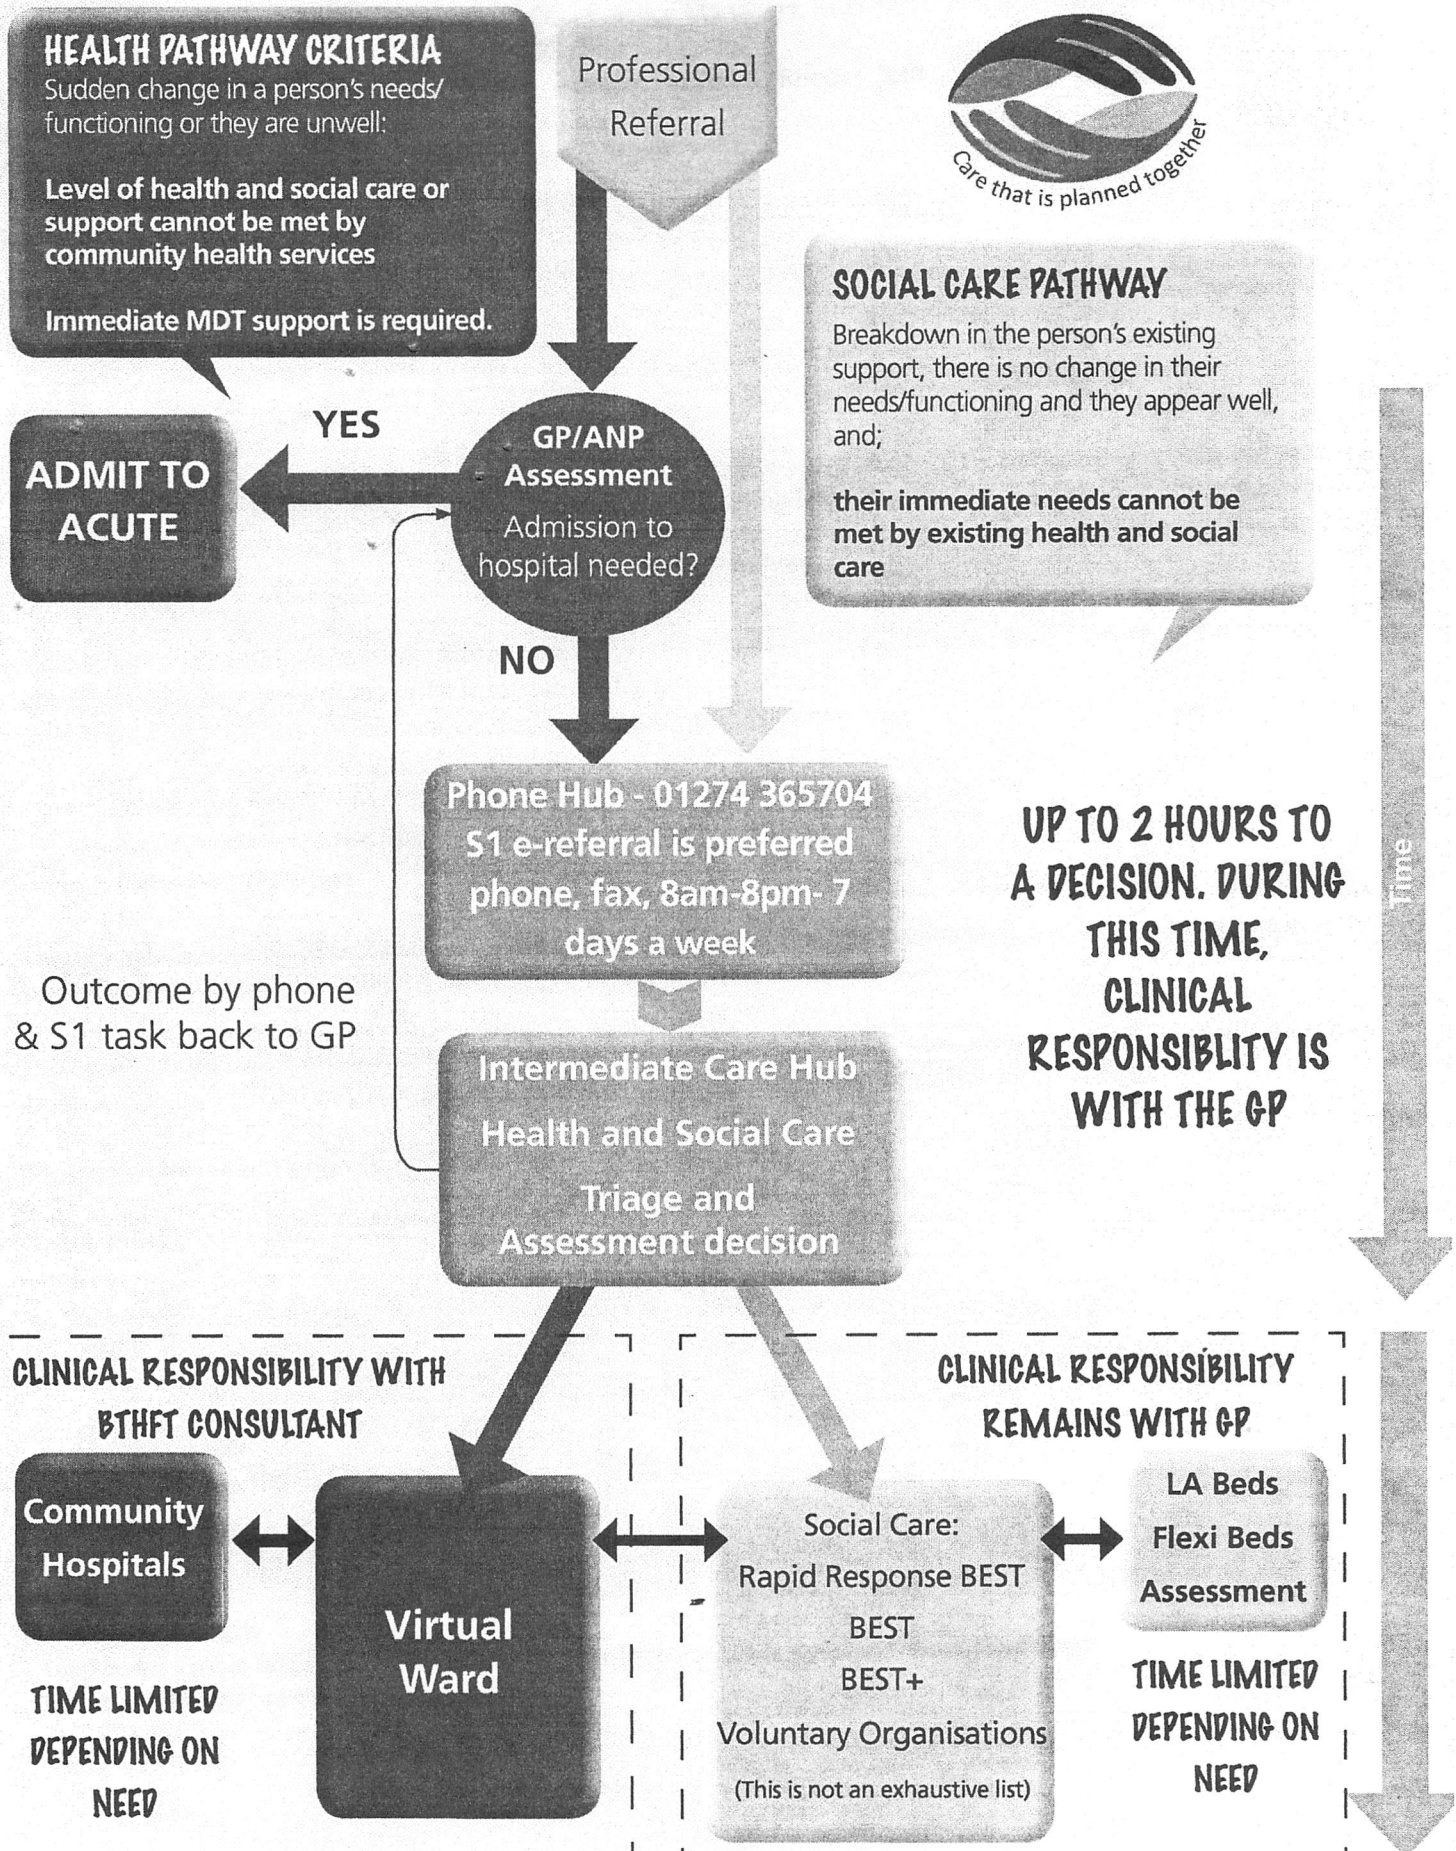 HEALTH PATHWAY CRITERIA
Sudden change in a person's needs/
functioning or they are unwell:
Level of health and social care or
support cannot be met by
community health services
Immediate MDT support is required.
Professional
Referral
Care that is planned together
SOCIAL CARE PATHWAY
Breakdown in the person's existing
support, there is no change in their
needs/functioning and they appear well,
and;
their immediate needs cannot be
met by existing health and social
care
YES
ADMIT TO
ACUTE
GP/ANP
Assessment
Admission to
hospital needed?
NO
Phone Hub - 01274 365704
S1 e-referral is preferred
phone, fax, 8am-8pm- 7
days a week
UP TO 2 HOURS TO
A DECISION. DURING
THIS TIME,
CLINICAL
RESPONSIBLITY IS
WITH THE GP
Time
Outcome by phone
& S1 task back to GP
Intermediate Care Hub
Health and Social Care
Triage and
Assessment decision
CLINICAL RESPONSIBILITY WITH
BTHFT CONSULTANT
CLINICAL RESPONSIBILITY
REMAINS WITH GP
Community
Hospitals
Virtual
Ward
Social Care:
Rapid Response BEST
BEST
BEST+
Voluntary Organisations
(This is not an exhaustive list)
LA Beds
Flexi Beds
Assessment
TIME LIMITED
DEPENDING ON
NEED
TIME LIMITED
DEPENDING ON
NEED